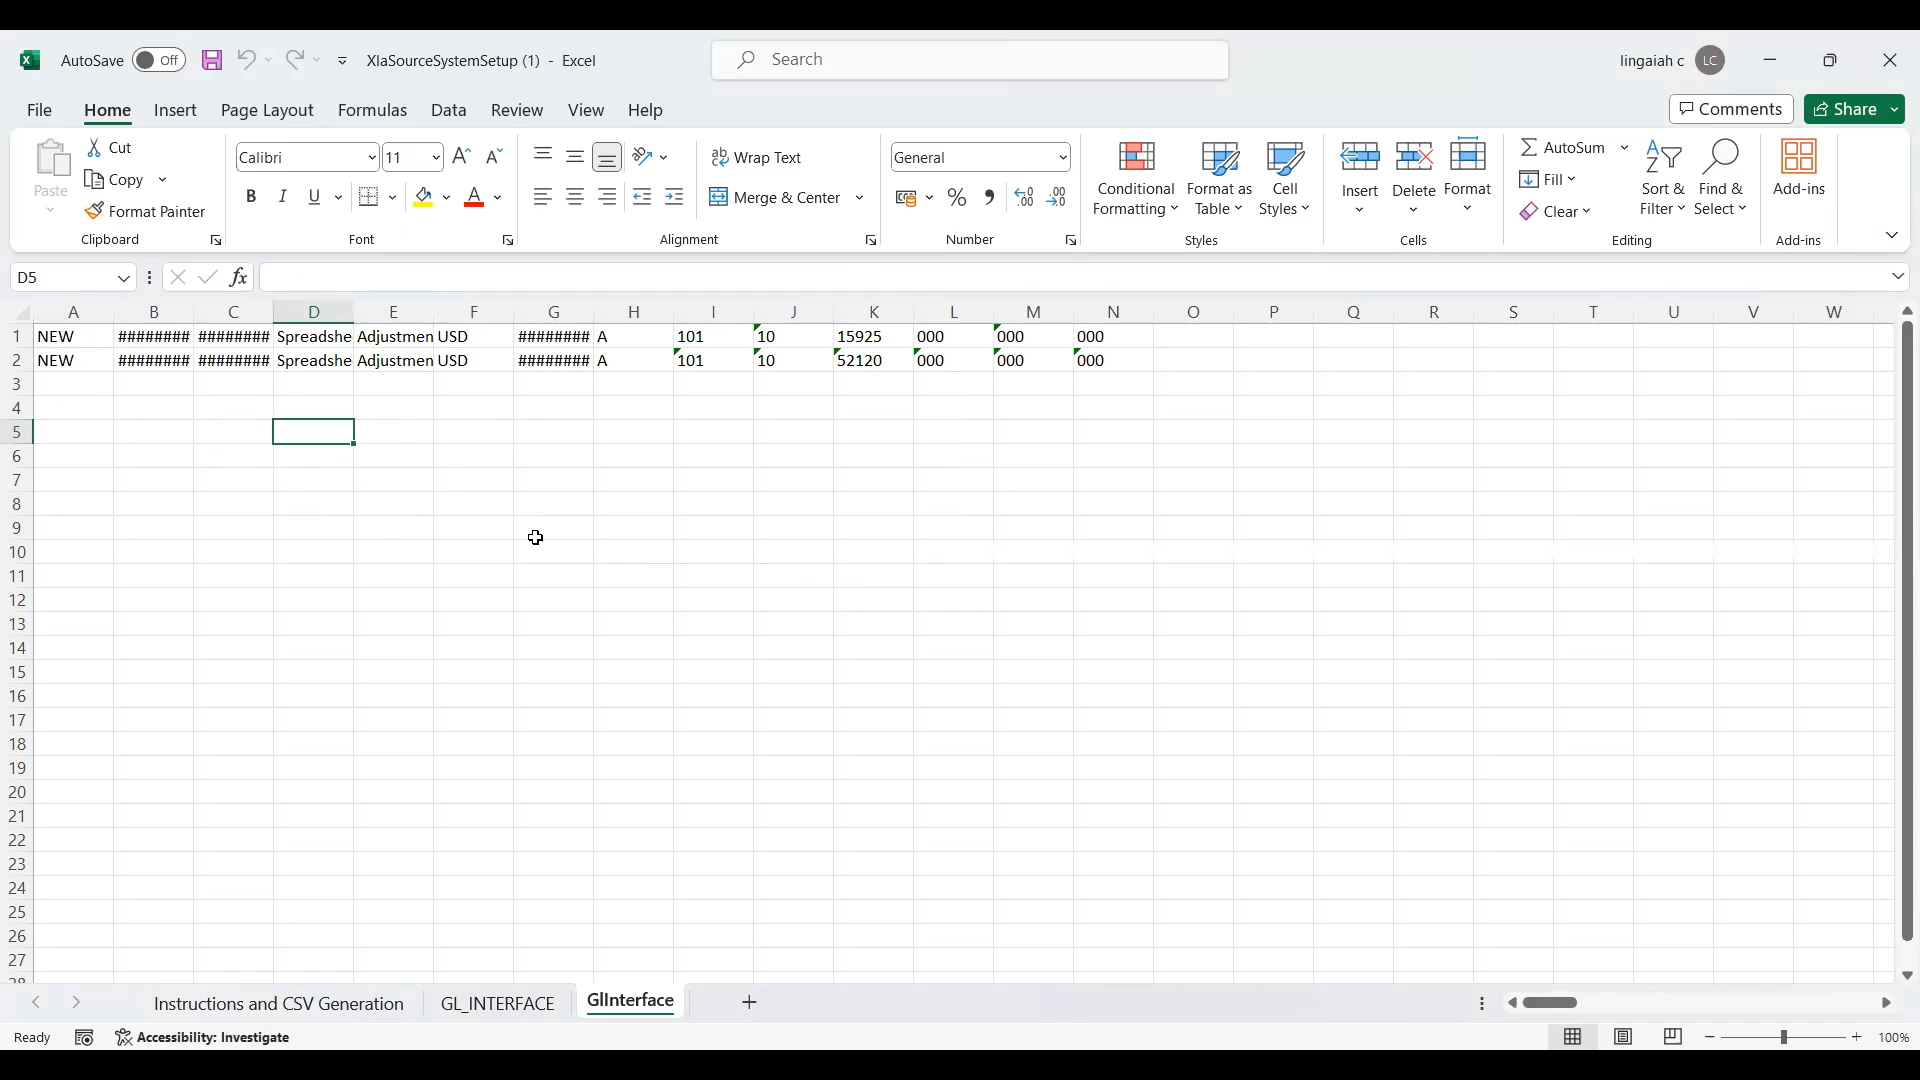 AutoSave Off XlaSourceSystemSetup (1) - Excel Search lingaiah c LC
File Home Insert Page Layout Formulas Data Review View Help Comments Share
Paste
Cut
Copy
Format Painter
Clipboard
Calibri 11
B I U A
Font
Wrap Text
Merge & Center
Alignment
General
Number
Conditional
Formatting
Format as
Table
Cell
Styles
Styles
Insert Delete Format
Cells
AutoSum
Fill
Clear
Sort &
Filter
Find &
Select
Editing
Add-ins
Add-ins
D5 fx
A B C D E F G H I J K L M N O P Q R S T U V W
1 NEW ######## ######## Spreadshe Adjustmen USD ######## A 101 10 15925 000 000 000
2 NEW ######## ######## Spreadshe Adjustmen USD ######## A 101 10 52120 000 000 000
3
4
5
6
7
8
9
10
11
12
13
14
15
16
17
18
19
20
21
22
23
24
25
26
27
28
Instructions and CSV Generation GL_INTERFACE GlInterface
Ready Accessibility: Investigate 100%